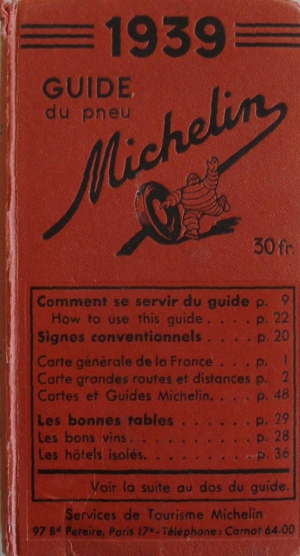 1939
GUIDE
du pneu
Michelin
30 fr.
Comment se servir du guide p. 9
How to use this guide . . . . p. 22
Signes conventionnels . . . . p. 20
Carte générale de la France . . p. 1
Carte grandes routes et distances p. 2
Cartes et Guides Michelin. . . . p. 48
Les bonnes tables . . . . . . p. 29
Les bons vins. . . . . . . . . p. 28
Les hôtels isolés. . . . . . . . p. 36
Voir la suite au dos du guide.
Services de Tourisme Michelin
97 Bd Pereire, Paris 17e - Téléphone : Carnot 64-00